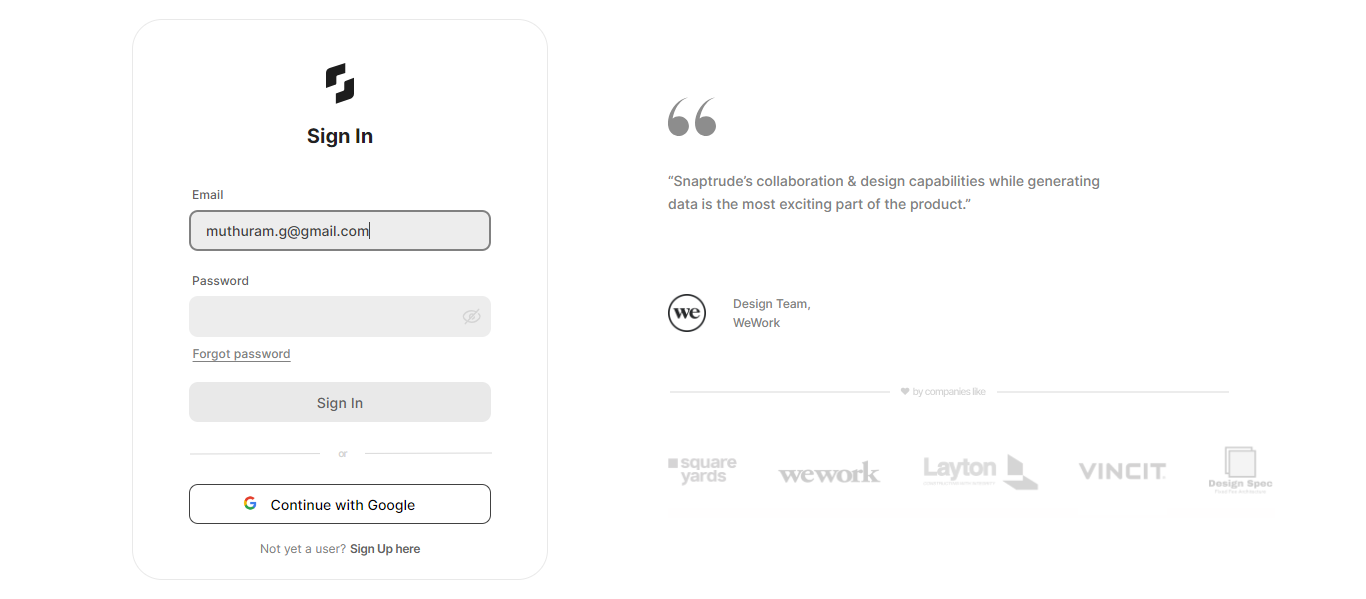 Sign In
Email
muthuram.g@gmail.com
Password
Forgot password
Sign In
or
Continue with Google
Not yet a user? Sign Up here
“Snaptrude’s collaboration & design capabilities while generating
data is the most exciting part of the product.”
we
Design Team,
WeWork
by companies like
square
yards
wework
Layton
VINCIT
Design Spec